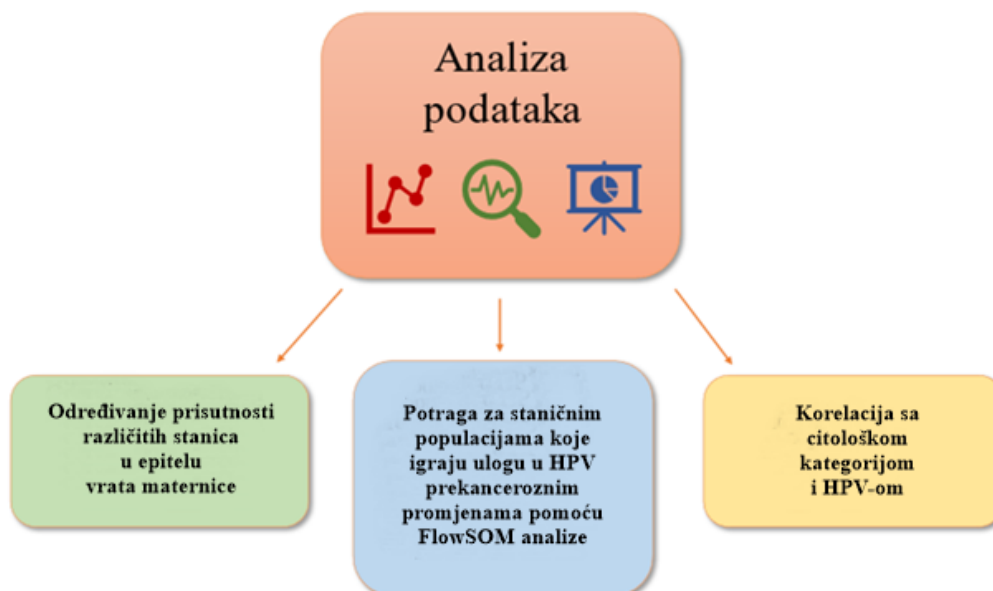 Analiza
podataka
Određivanje prisutnosti
različitih stanica
u epitelu
vrata maternice
Potraga za staničnim
populacijama koje
igraju ulogu u HPV
prekanceroznim
promjenama pomoću
FlowSOM analize
Korelacija sa
citološkom
kategorijom
i HPV-om